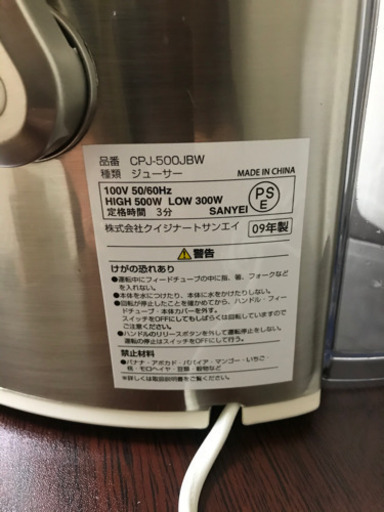 品番 CPJ-500JBW
種類 ジューサー MADE IN CHINA
100V 50/60Hz
HIGH 500W LOW 300W
定格時間 3分 SANYEI
PS E
株式会社クイジナートサンエイ 09年製
警告
けがの恐れあり
●運転中にフィードチューブの中に指、箸、フォークなど
を入れない。
●本体を水につけたり、本体に水をかけたりしない。
●回転が停止したことを確かめてから、ハンドル・フィー
ドチューブ・本体カバーを外す。
スイッチをOFFにしてもしばらくは回転していますので
ご注意ください。
●ハンドルのリリースボタンを外して運転停止をしない。
運転の停止はスイッチOFFで確実に行う。
禁止材料
●バナナ・アボカド・パパイア・マンゴー・いちご・
桃・モロヘイヤ・豆類・穀物など
※詳しくは取扱説明書をご覧ください。